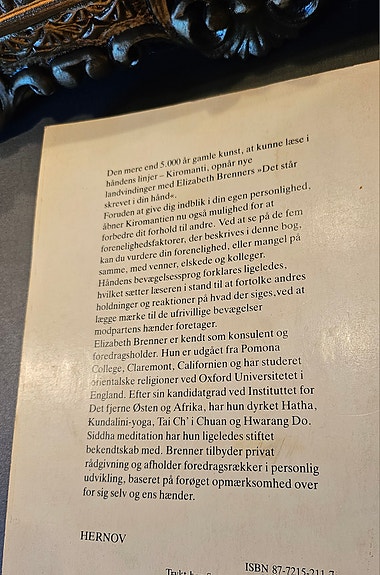 Den mere end 5.000 år gamle kunst, at kunne læse i
håndens linjer – Kiromanti, opnår nye
landvindinger med Elizabeth Brenners »Det står
skrevet i din hånd«.
Foruden at give dig indblik i din egen personlighed,
åbner Kiromantien nu også mulighed for at
forbedre dit forhold til andre. Ved at se på de fem
forenelighedsfaktorer, der beskrives i denne bog,
kan du vurdere din forenelighed, eller mangel på
samme, med venner, elskede og kolleger.
Håndens bevægelsessprog forklares ligeledes,
hvilket sætter læseren i stand til at fortolke andres
holdninger og reaktioner på hvad der siges, ved at
lægge mærke til de ufrivillige bevægelser
modpartens hænder foretager.
Elizabeth Brenner er kendt som konsulent og
foredragsholder. Hun er udgået fra Pomona
College, Claremont, Californien og har studeret
orientalske religioner ved Oxford Universitetet i
England. Efter sin kandidatgrad ved Instituttet for
Det fjerne Østen og Afrika, har hun dyrket Hatha,
Kundalini-yoga, Tai Ch' i Chuan og Hwarang Do.
Siddha meditation har hun ligeledes stiftet
bekendtskab med. Brenner tilbyder privat
rådgivning og afholder foredragsrækker i personlig
udvikling, baseret på forøget opmærksomhed over
for sig selv og ens hænder.
HERNOV
ISBN 87-7215-211-7